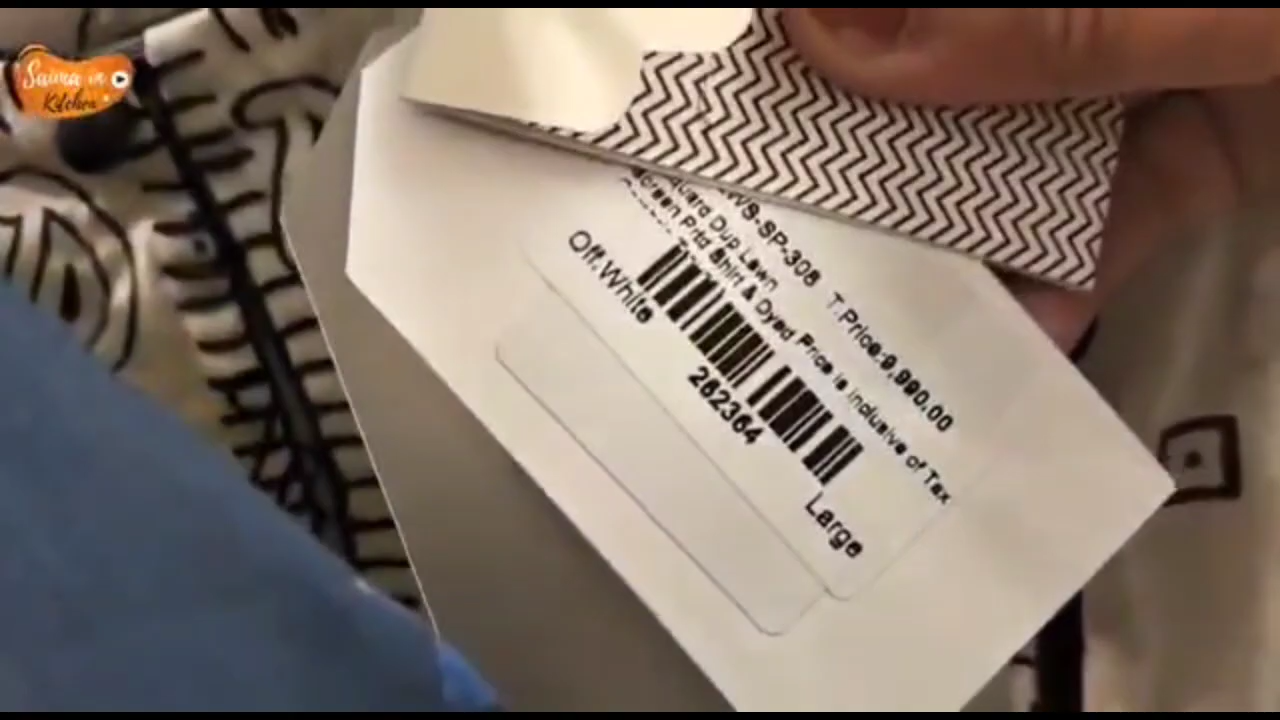 Saima in
Kitchen
WS-SP-308 T.Price:9,990.00
Dup Lawn
Screen Prtd Shirt & Dyed Price is inclusive of Tax
Off.White
282364
Large